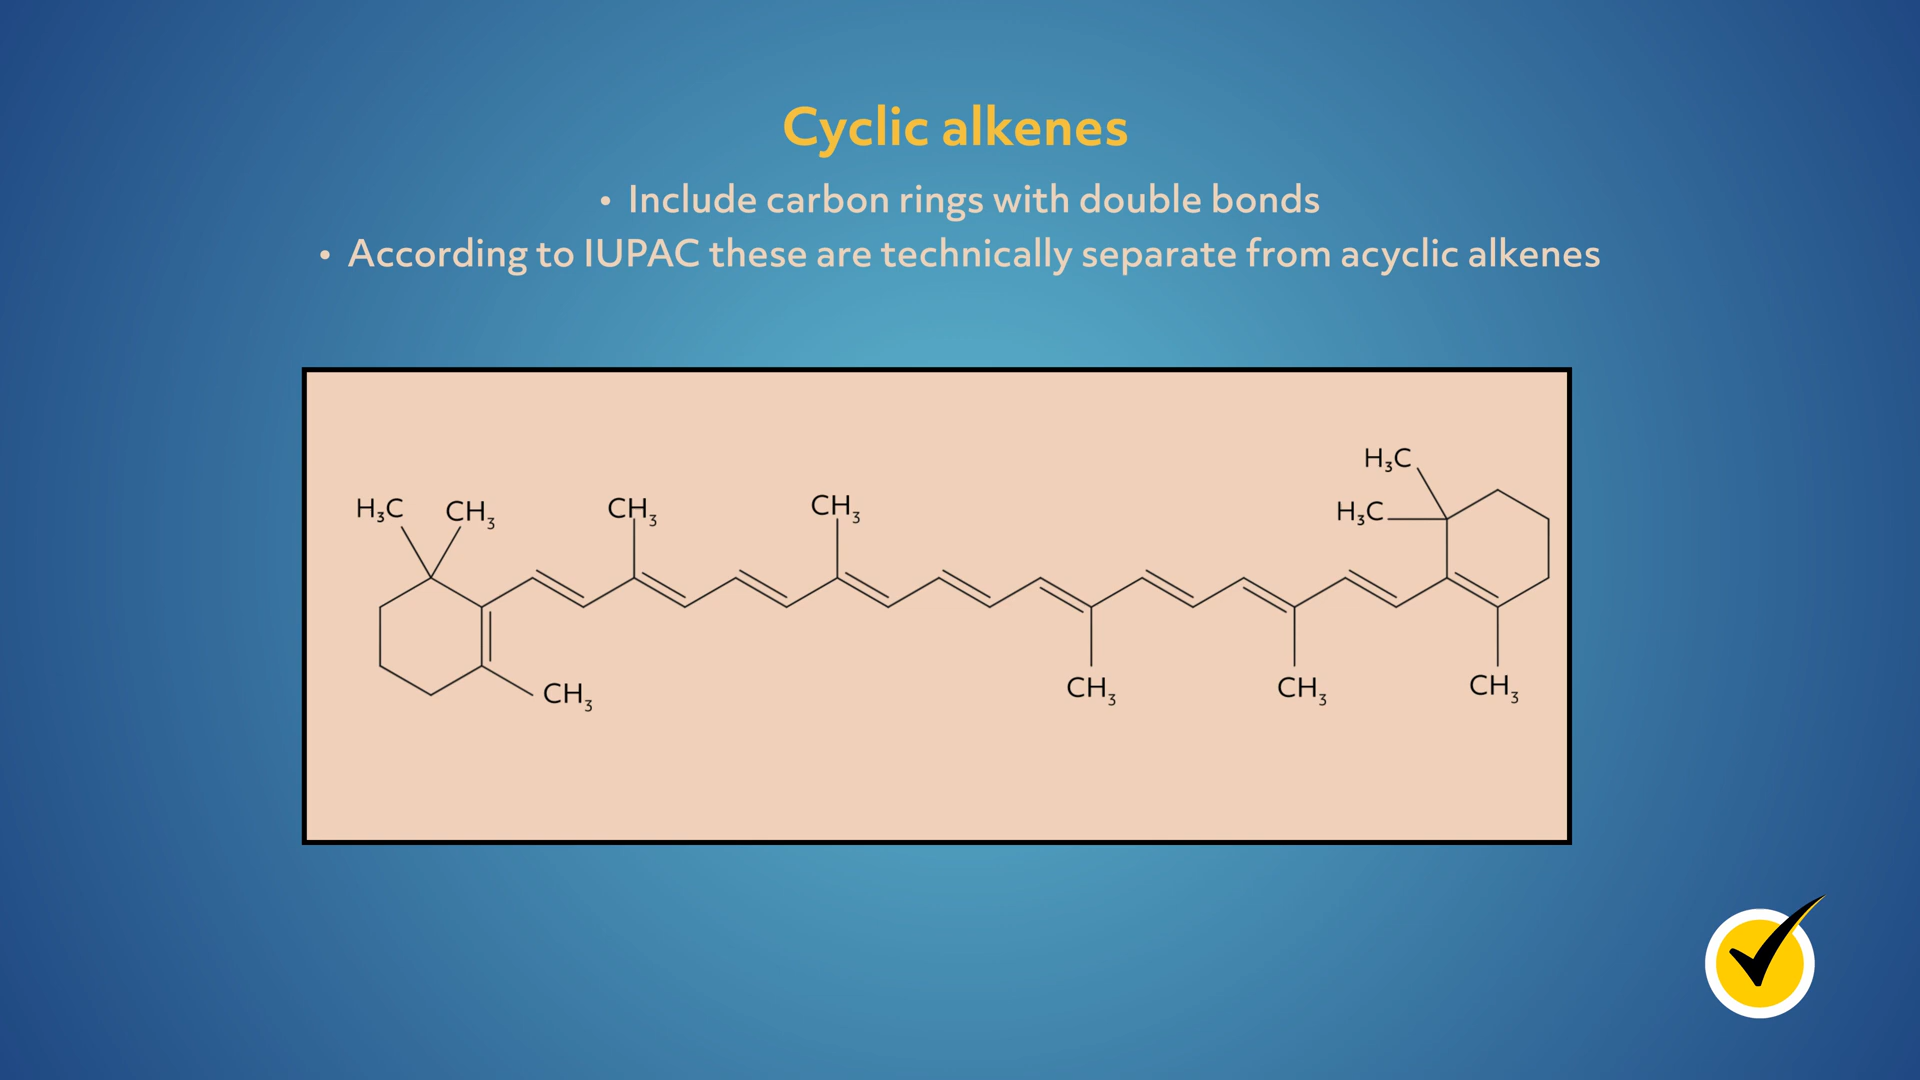 Cyclic alkenes
• Include carbon rings with double bonds
• According to IUPAC these are technically separate from acyclic alkenes
H₃C
H₃C CH₃ CH₃ CH₃ H₃C
CH₃ CH₃ CH₃ CH₃